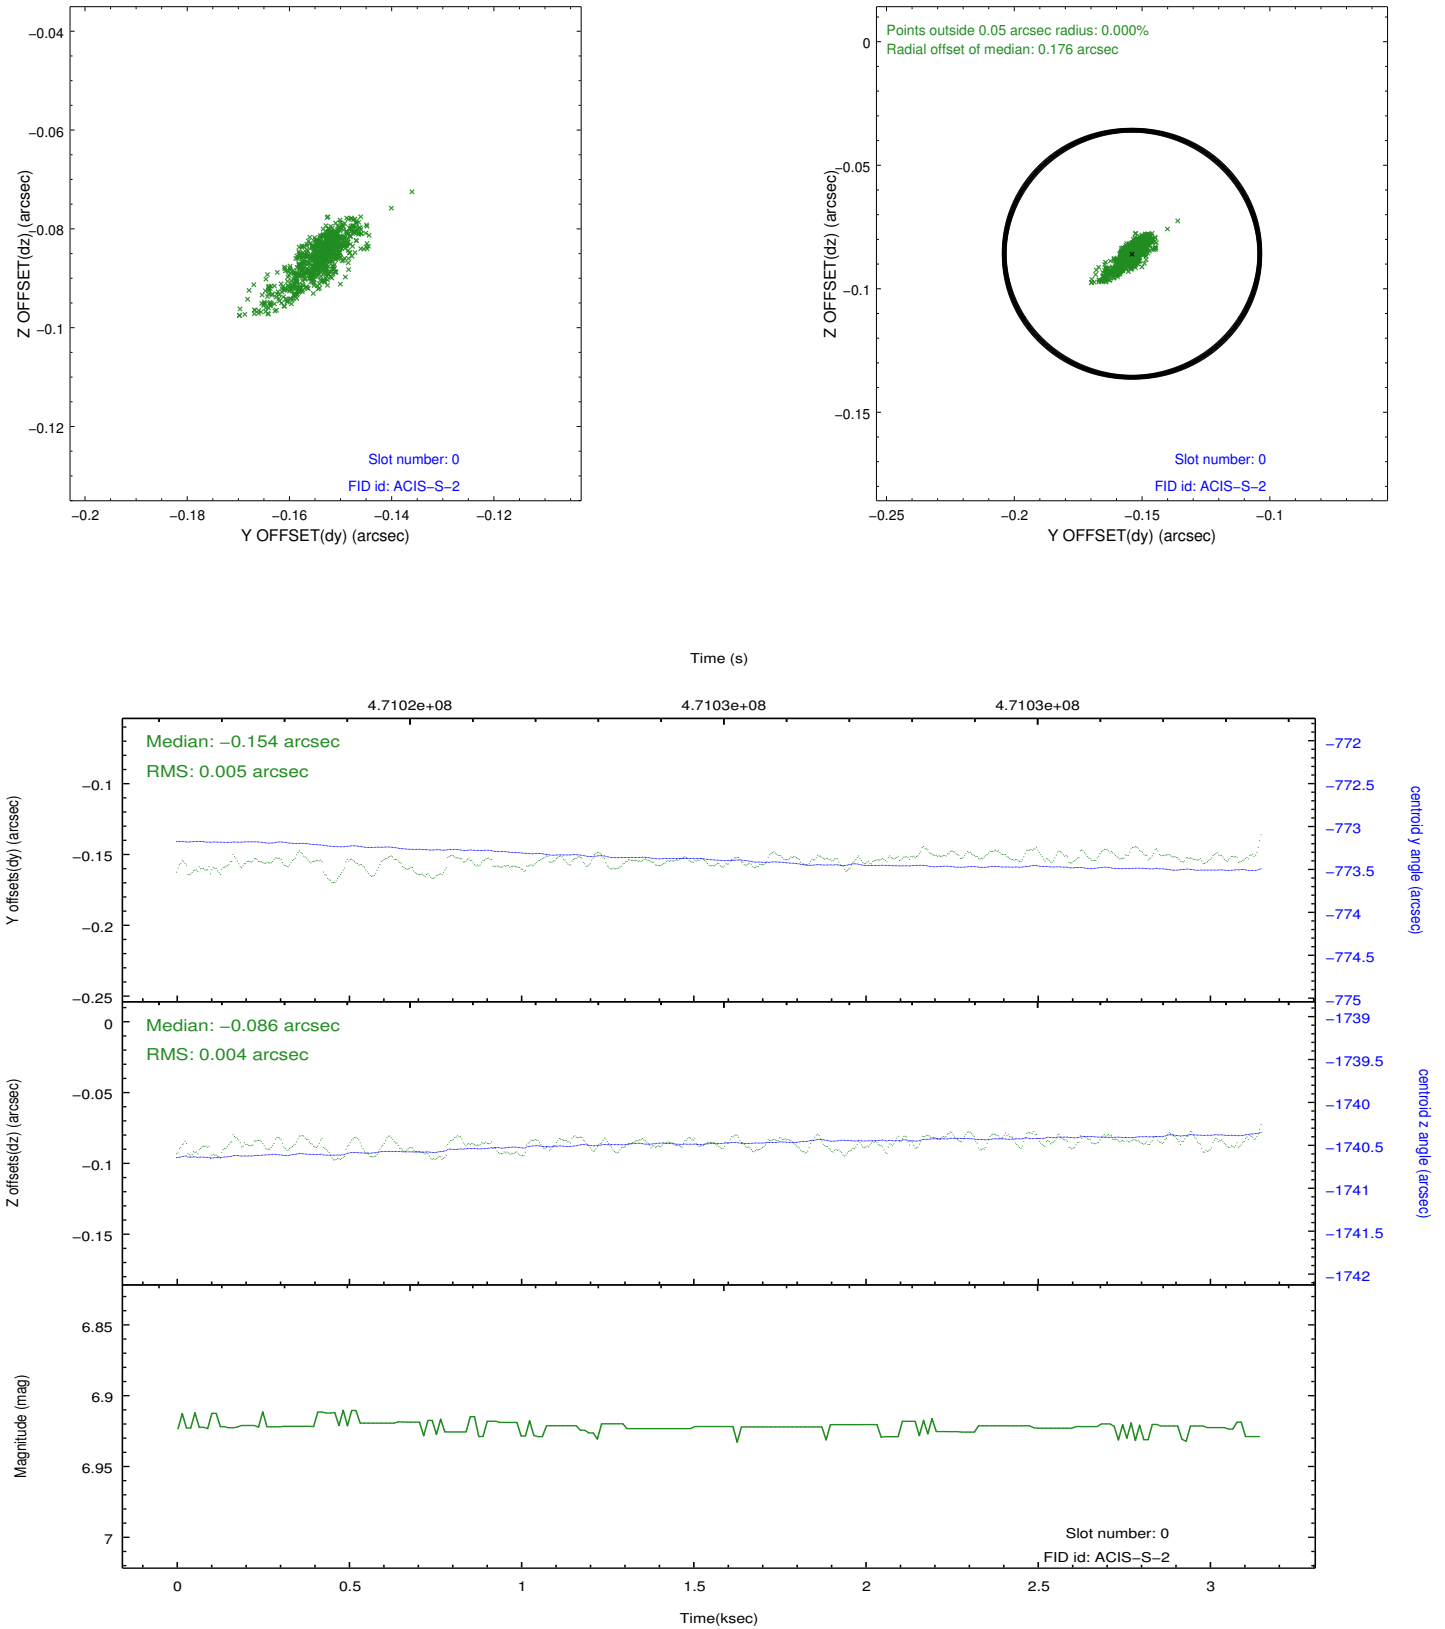 −0.04
−0.06
−0.08
−0.1
−0.12
Z OFFSET(dz) (arcsec)
Slot number: 0
FID id: ACIS−S−2
−0.2
−0.18
−0.16
−0.14
−0.12
Y OFFSET(dy) (arcsec)
Points outside 0.05 arcsec radius: 0.000%
Radial offset of median: 0.176 arcsec
0
−0.05
−0.1
−0.15
Z OFFSET(dz) (arcsec)
Slot number: 0
FID id: ACIS−S−2
−0.25
−0.2
−0.15
−0.1
Y OFFSET(dy) (arcsec)
Time (s)
4.7102e+08
4.7103e+08
4.7103e+08
Median: −0.154 arcsec
RMS: 0.005 arcsec
−0.1
−0.15
−0.2
−0.25
Y offsets(dy) (arcsec)
−772
−772.5
−773
−773.5
−774
−774.5
−775
centroid y angle (arcsec)
Median: −0.086 arcsec
RMS: 0.004 arcsec
0
−0.05
−0.1
−0.15
Z offsets(dz) (arcsec)
−1739
−1739.5
−1740
−1740.5
−1741
−1741.5
−1742
centroid z angle (arcsec)
6.85
6.9
6.95
7
Magnitude (mag)
Slot number: 0
FID id: ACIS−S−2
0
0.5
1
1.5
2
2.5
3
Time(ksec)